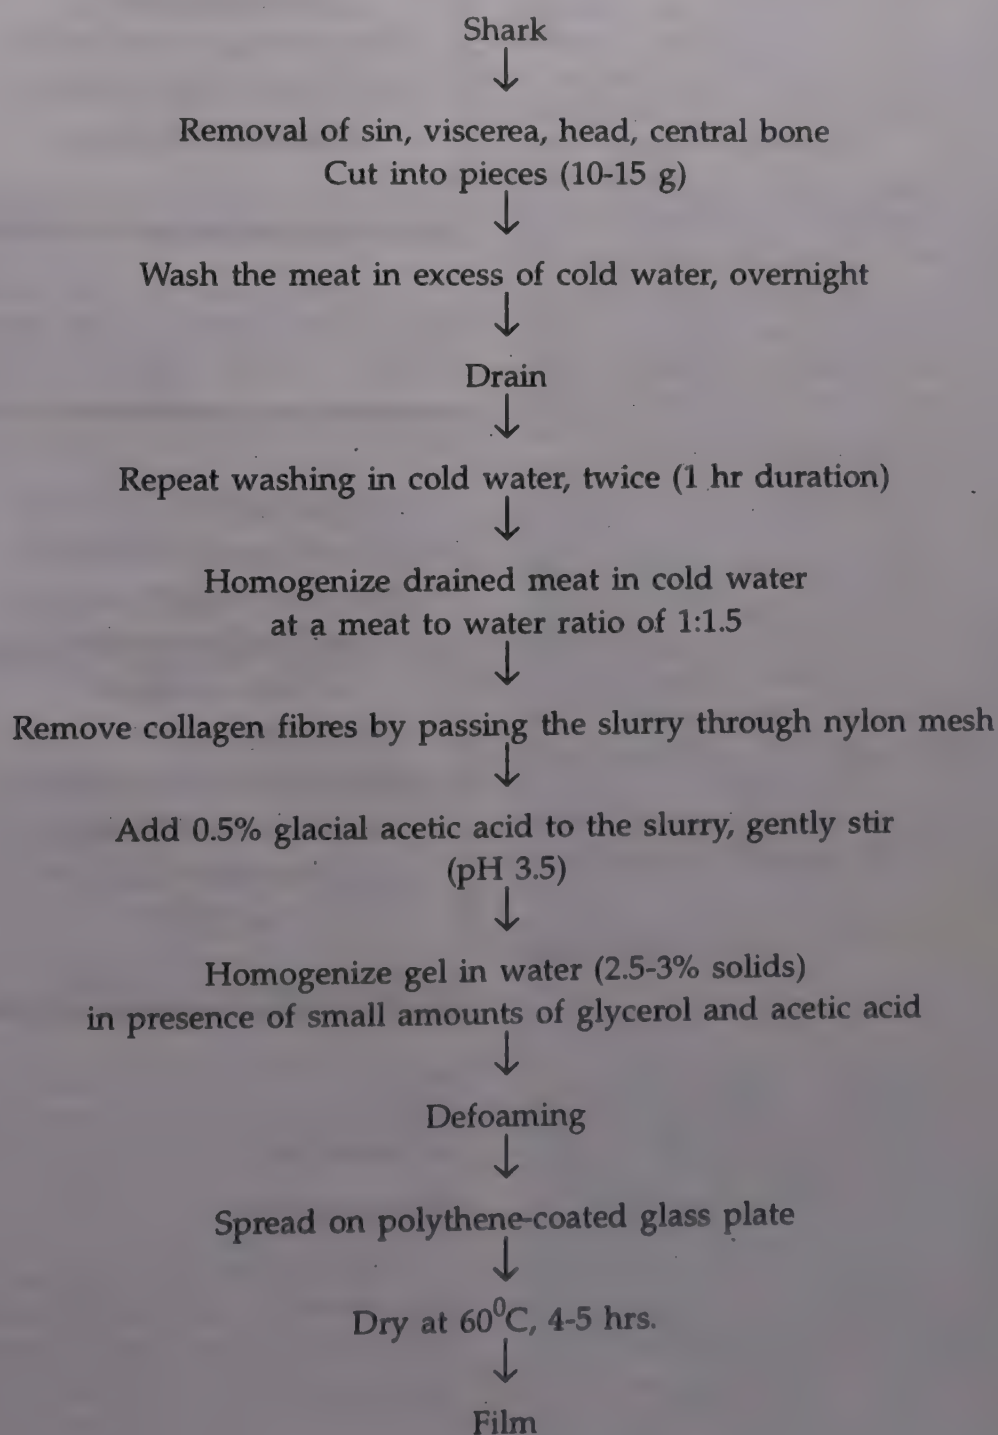 Shark
↓
Removal of sin, viscerea, head, central bone
Cut into pieces (10-15 g)
↓
Wash the meat in excess of cold water, overnight
↓
Drain
↓
Repeat washing in cold water, twice (1 hr duration)
↓
Homogenize drained meat in cold water
at a meat to water ratio of 1:1.5
↓
Remove collagen fibres by passing the slurry through nylon mesh
↓
Add 0.5% glacial acetic acid to the slurry, gently stir
(pH 3.5)
↓
Homogenize gel in water (2.5-3% solids)
in presence of small amounts of glycerol and acetic acid
↓
Defoaming
↓
Spread on polythene-coated glass plate
↓
Dry at 60⁰C, 4-5 hrs.
↓
Film